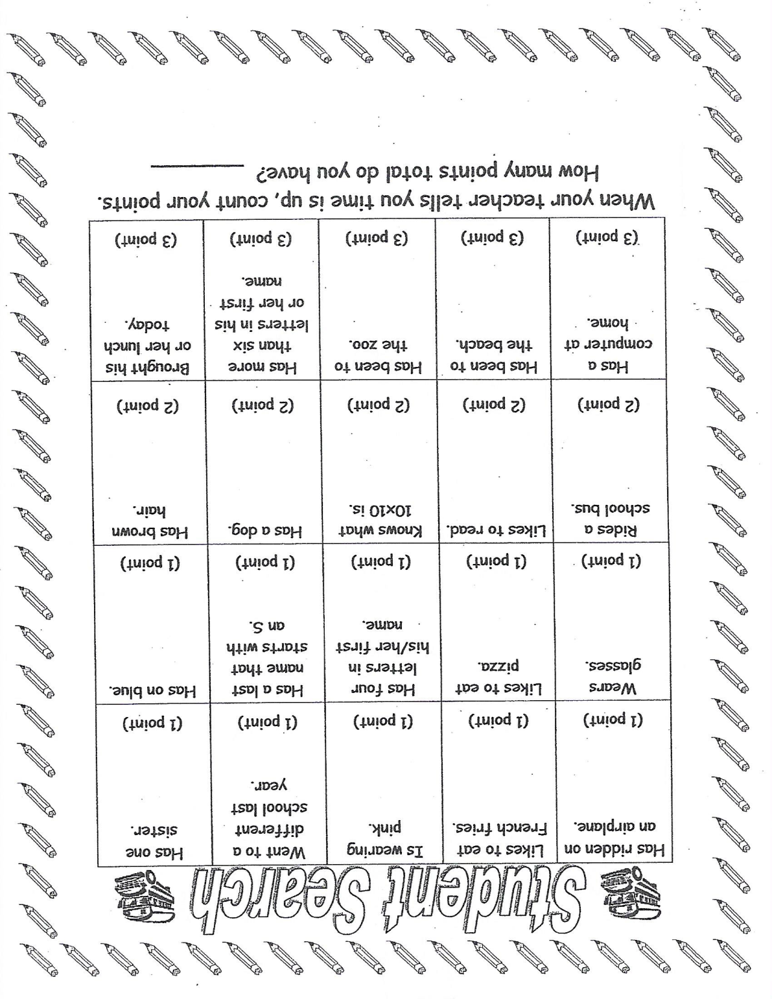 Student Search
Has ridden on
an airplane.
(1 point)
Likes to eat
French fries.
(1 point)
Is wearing
pink.
(1 point)
Went to a
different
school last
year.
(1 point)
Has one
sister.
(1 point)
Wears
glasses.
(1 point)
Likes to eat
pizza.
(1 point)
Has four
letters in
his/her first
name.
(1 point)
Has a last
name that
starts with
an S.
(1 point)
Has on blue.
(1 point)
Rides a
school bus.
(2 point)
Likes to read.
(2 point)
Knows what
10x10 is.
(2 point)
Has a dog.
(2 point)
Has brown
hair.
(2 point)
Has a
computer at
home.
(3 point)
Has been to
the beach.
(3 point)
Has been to
the zoo.
(3 point)
Has more
than six
letters in his
or her first
name.
(3 point)
Brought his
or her lunch
today.
(3 point)
When your teacher tells you time is up, count your points.
How many points total do you have?